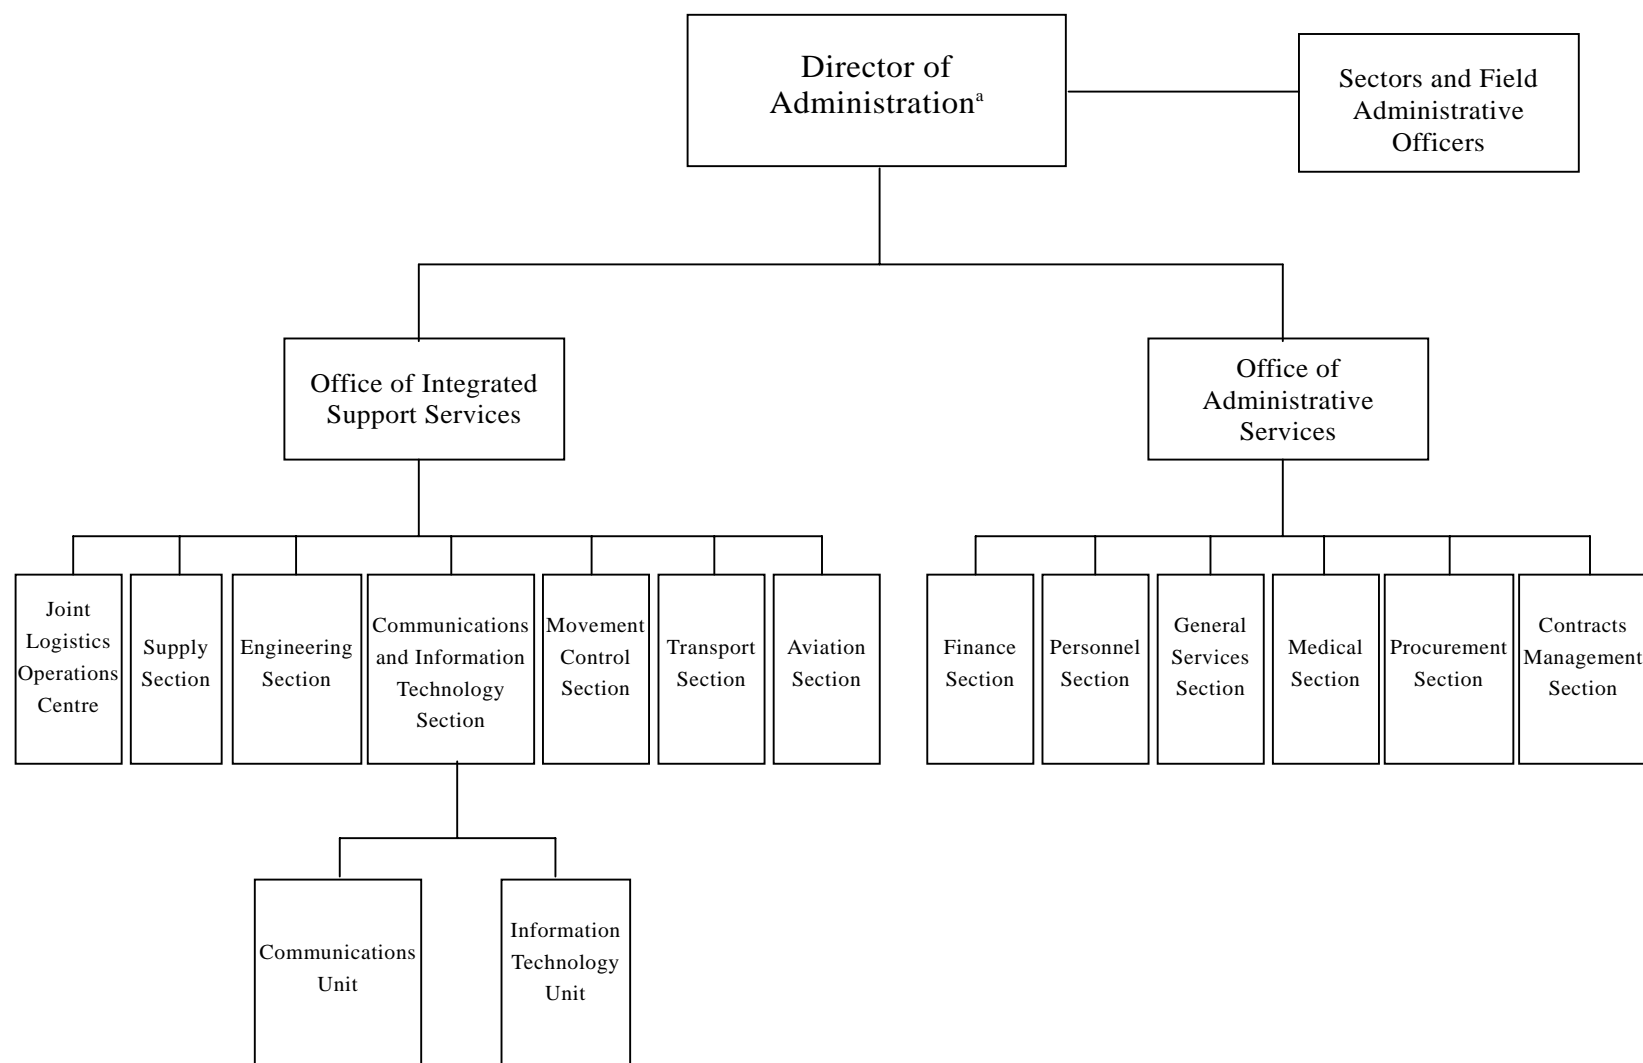 Director of
Administrationᵃ
Sectors and Field
Administrative
Officers
Office of Integrated
Support Services
Office of
Administrative
Services
Joint
Logistics
Operations
Centre
Supply
Section
Engineering
Section
Communications
and Information
Technology
Section
Movement
Control
Section
Transport
Section
Aviation
Section
Finance
Section
Personnel
Section
General
Services
Section
Medical
Section
Procurement
Section
Contracts
Management
Section
Communications
Unit
Information
Technology
Unit